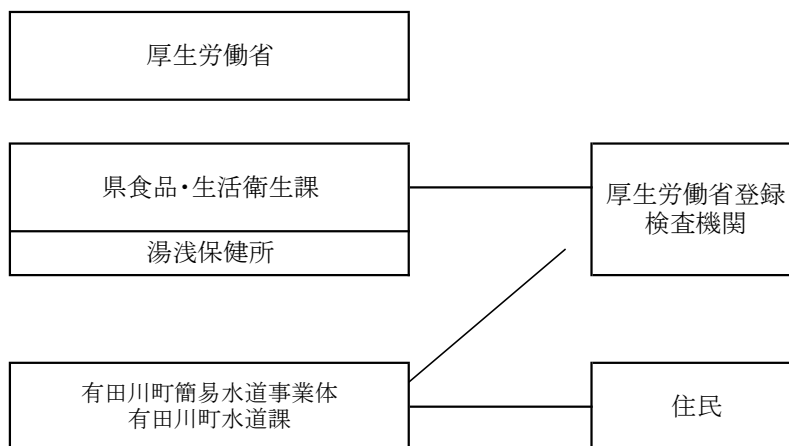 厚生労働省
県食品・生活衛生課
湯浅保健所
厚生労働省登録
検査機関
有田川町簡易水道事業体
有田川町水道課
住民